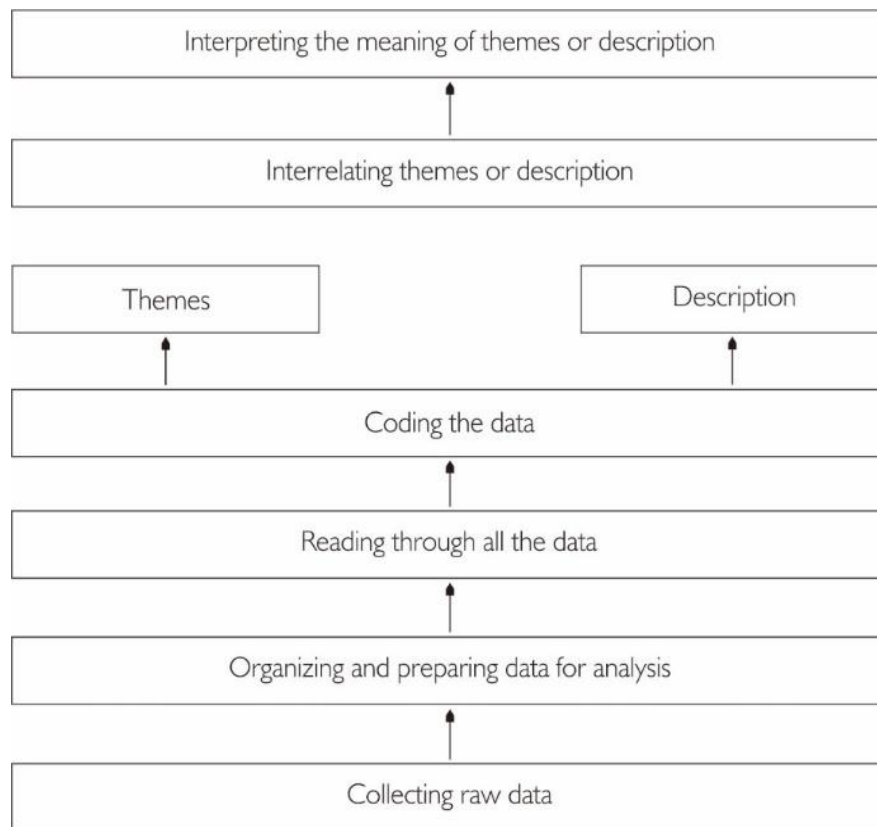 Interpreting the meaning of themes or description
Interrelating themes or description
Themes
Description
Coding the data
Reading through all the data
Organizing and preparing data for analysis
Collecting raw data